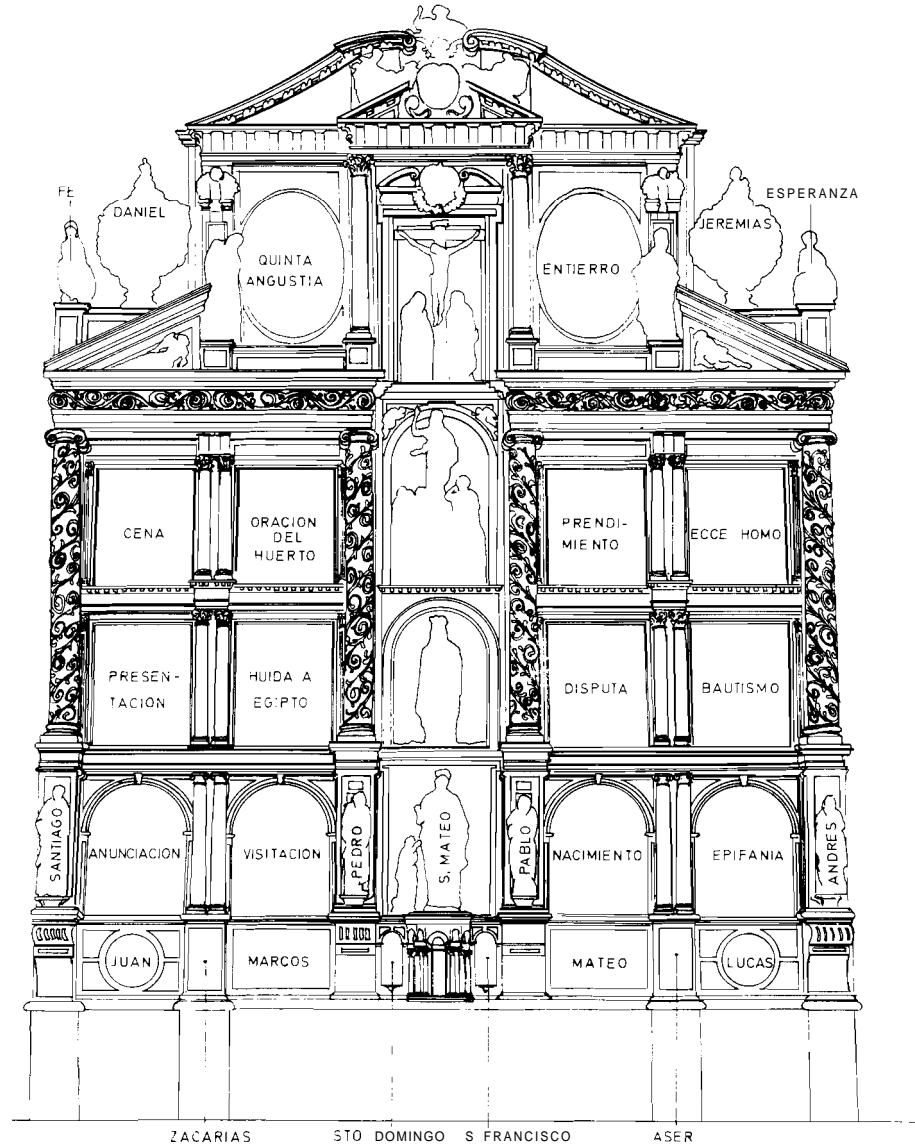 FE
DANIEL
JEREMIAS
ESPERANZA
QUINTA
ANGUSTIA
ENTIERRO
CENA
ORACION
DEL
HUERTO
PRENDI-
MIENTO
ECCE HOMO
PRESEN-
TACION
HUIDA A
EGIPTO
DISPUTA
BAUTISMO
SANTIAGO
ANUNCIACION
VISITACION
PEDRO
S. MATEO
PABLO
NACIMIENTO
EPIFANIA
ANDRES
JUAN
MARCOS
MATEO
LUCAS
ZACARIAS
STO DOMINGO
S FRANCISCO
ASER